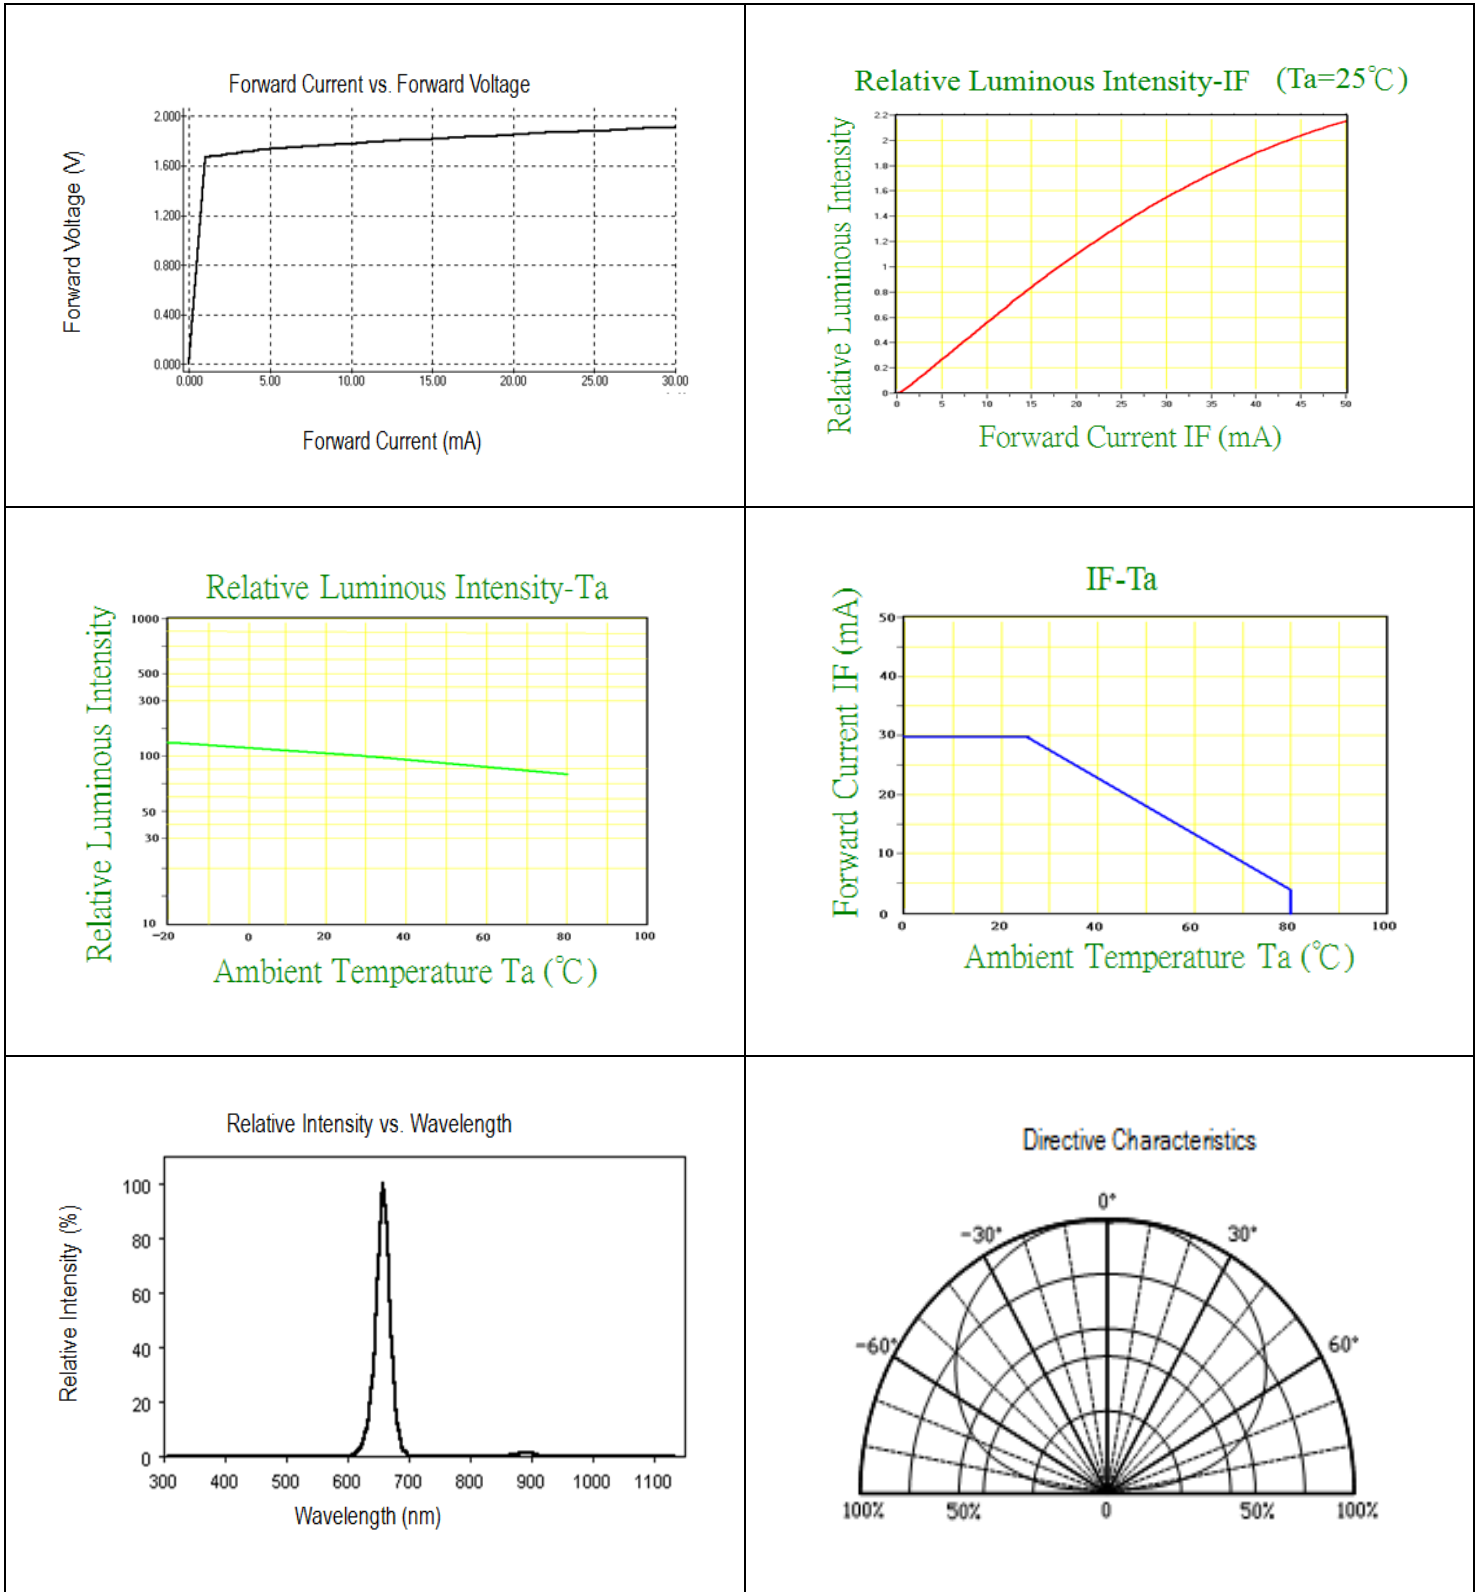 Forward Current vs. Forward Voltage
Forward Voltage (V)
2.000
1.600
1.200
0.800
0.400
0.000
0.000 5.00 10.00 15.00 20.00 25.00 30.00
Forward Current (mA)
Relative Luminous Intensity-IF (Ta=25℃)
Relative Luminous Intensity
2.2
2
1.8
1.6
1.4
1.2
1
0.8
0.6
0.4
0.2
0
0 5 10 15 20 25 30 35 40 45 50
Forward Current IF (mA)
Relative Luminous Intensity-Ta
Relative Luminous Intensity
1000
500
300
100
50
30
10
-20 0 20 40 60 80 100
Ambient Temperature Ta (℃)
IF-Ta
Forward Current IF (mA)
50
40
30
20
10
0
0 20 40 60 80 100
Ambient Temperature Ta (℃)
Relative Intensity vs. Wavelength
Relative Intensity (%)
100
80
60
40
20
0
300 400 500 600 700 800 900 1000 1100
Wavelength (nm)
Directive Characteristics
0°
-30° 30°
-60° 60°
100% 50% 0 50% 100%